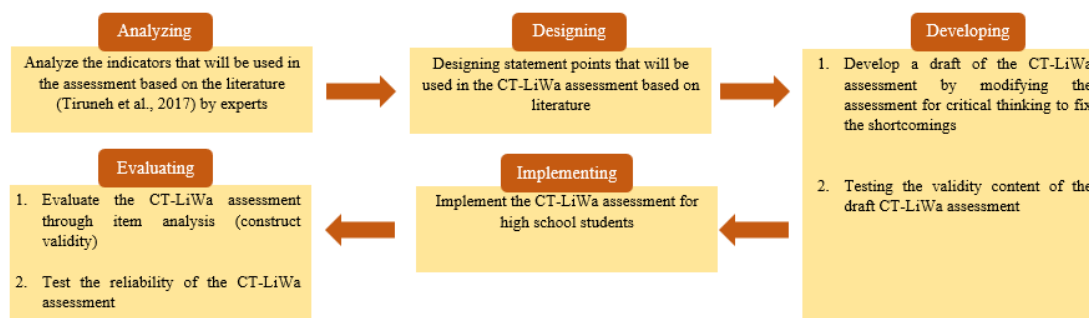 Analyzing
Analyze the indicators that will be used in
the assessment based on the literature
(Tiruneh et al., 2017) by experts
Designing
Designing statement points that will be
used in the CT-LiWa assessment based on
literature
Developing
1. Develop a draft of the CT-LiWa
assessment by modifying the
assessment for critical thinking to fix
the shortcomings
2. Testing the validity content of the
draft CT-LiWa assessment
Implementing
Implement the CT-LiWa assessment for
high school students
Evaluating
1. Evaluate the CT-LiWa assessment
through item analysis (construct
validity)
2. Test the reliability of the CT-LiWa
assessment